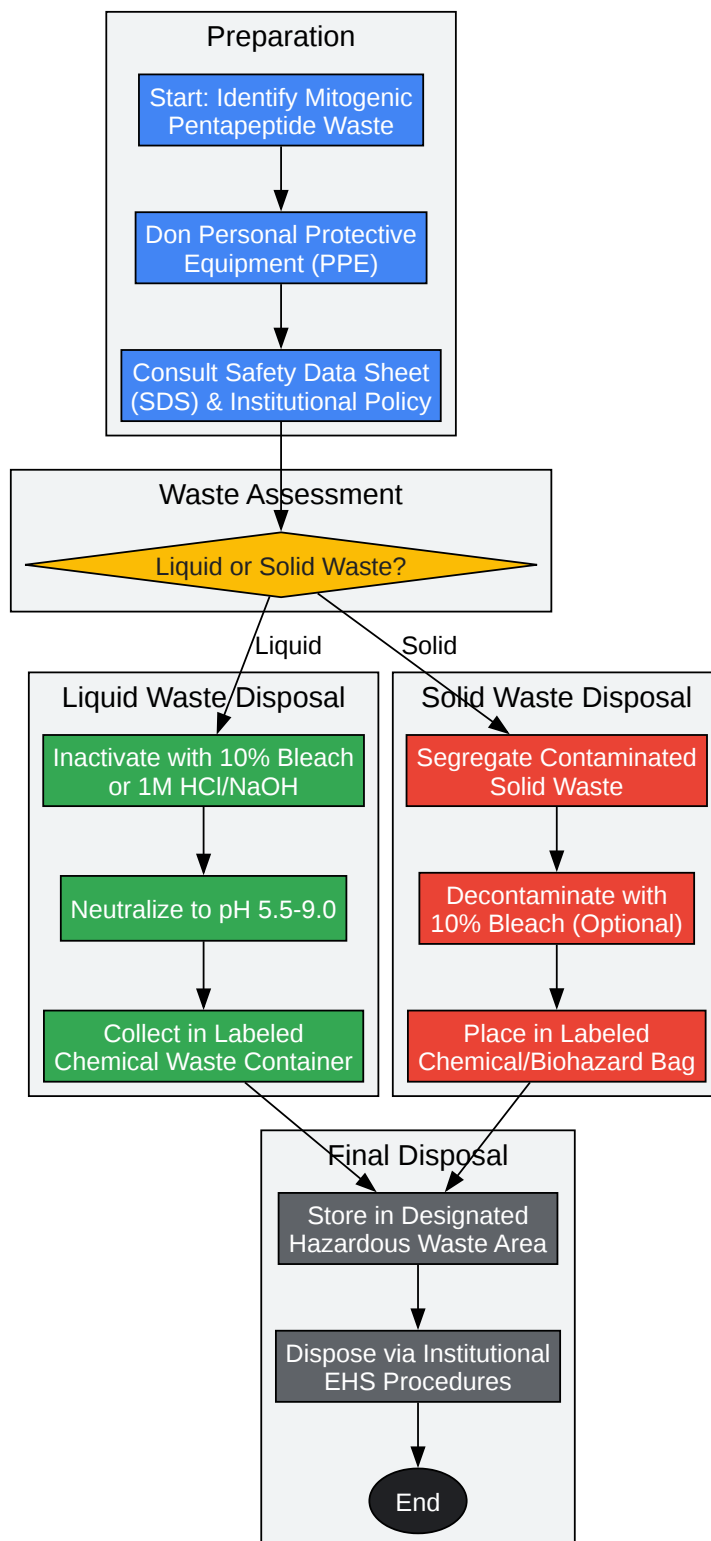 Preparation
Start: Identify Mitogenic
Pentapeptide Waste
Don Personal Protective
Equipment (PPE)
Consult Safety Data Sheet
(SDS) & Institutional Policy
Waste Assessment
Liquid or Solid Waste?
Liquid
Solid
Liquid Waste Disposal
Inactivate with 10% Bleach
or 1M HCl/NaOH
Neutralize to pH 5.5-9.0
Collect in Labeled
Chemical Waste Container
Solid Waste Disposal
Segregate Contaminated
Solid Waste
Decontaminate with
10% Bleach (Optional)
Place in Labeled
Chemical/Biohazard Bag
Final Disposal
Store in Designated
Hazardous Waste Area
Dispose via Institutional
EHS Procedures
End